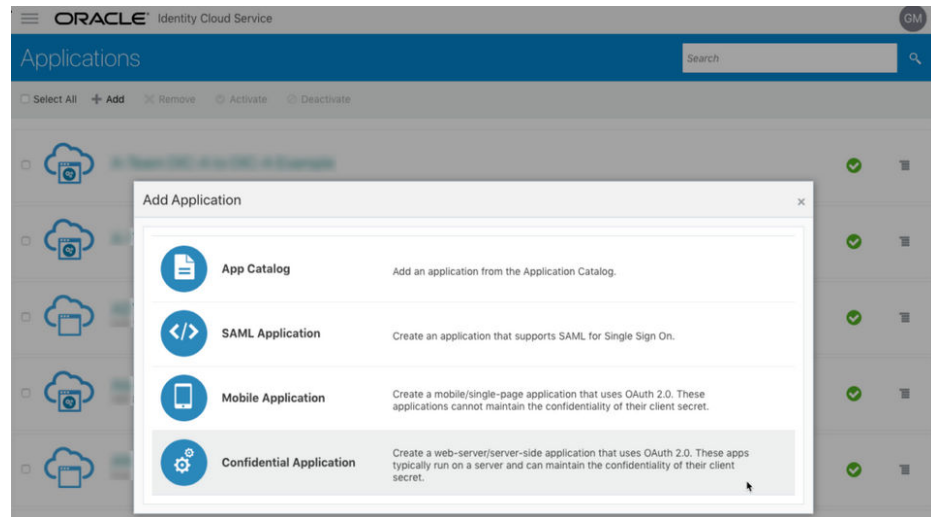 ORACLE® Identity Cloud Service
GM
Applications
Search
Select All + Add Remove Activate Deactivate
Add Application
×
App Catalog
Add an application from the Application Catalog.
SAML Application
Create an application that supports SAML for Single Sign On.
Mobile Application
Create a mobile/single-page application that uses OAuth 2.0. These
applications cannot maintain the confidentiality of their client secret.
Confidential Application
Create a web-server/server-side application that uses OAuth 2.0. These apps
typically run on a server and can maintain the confidentiality of their client
secret.